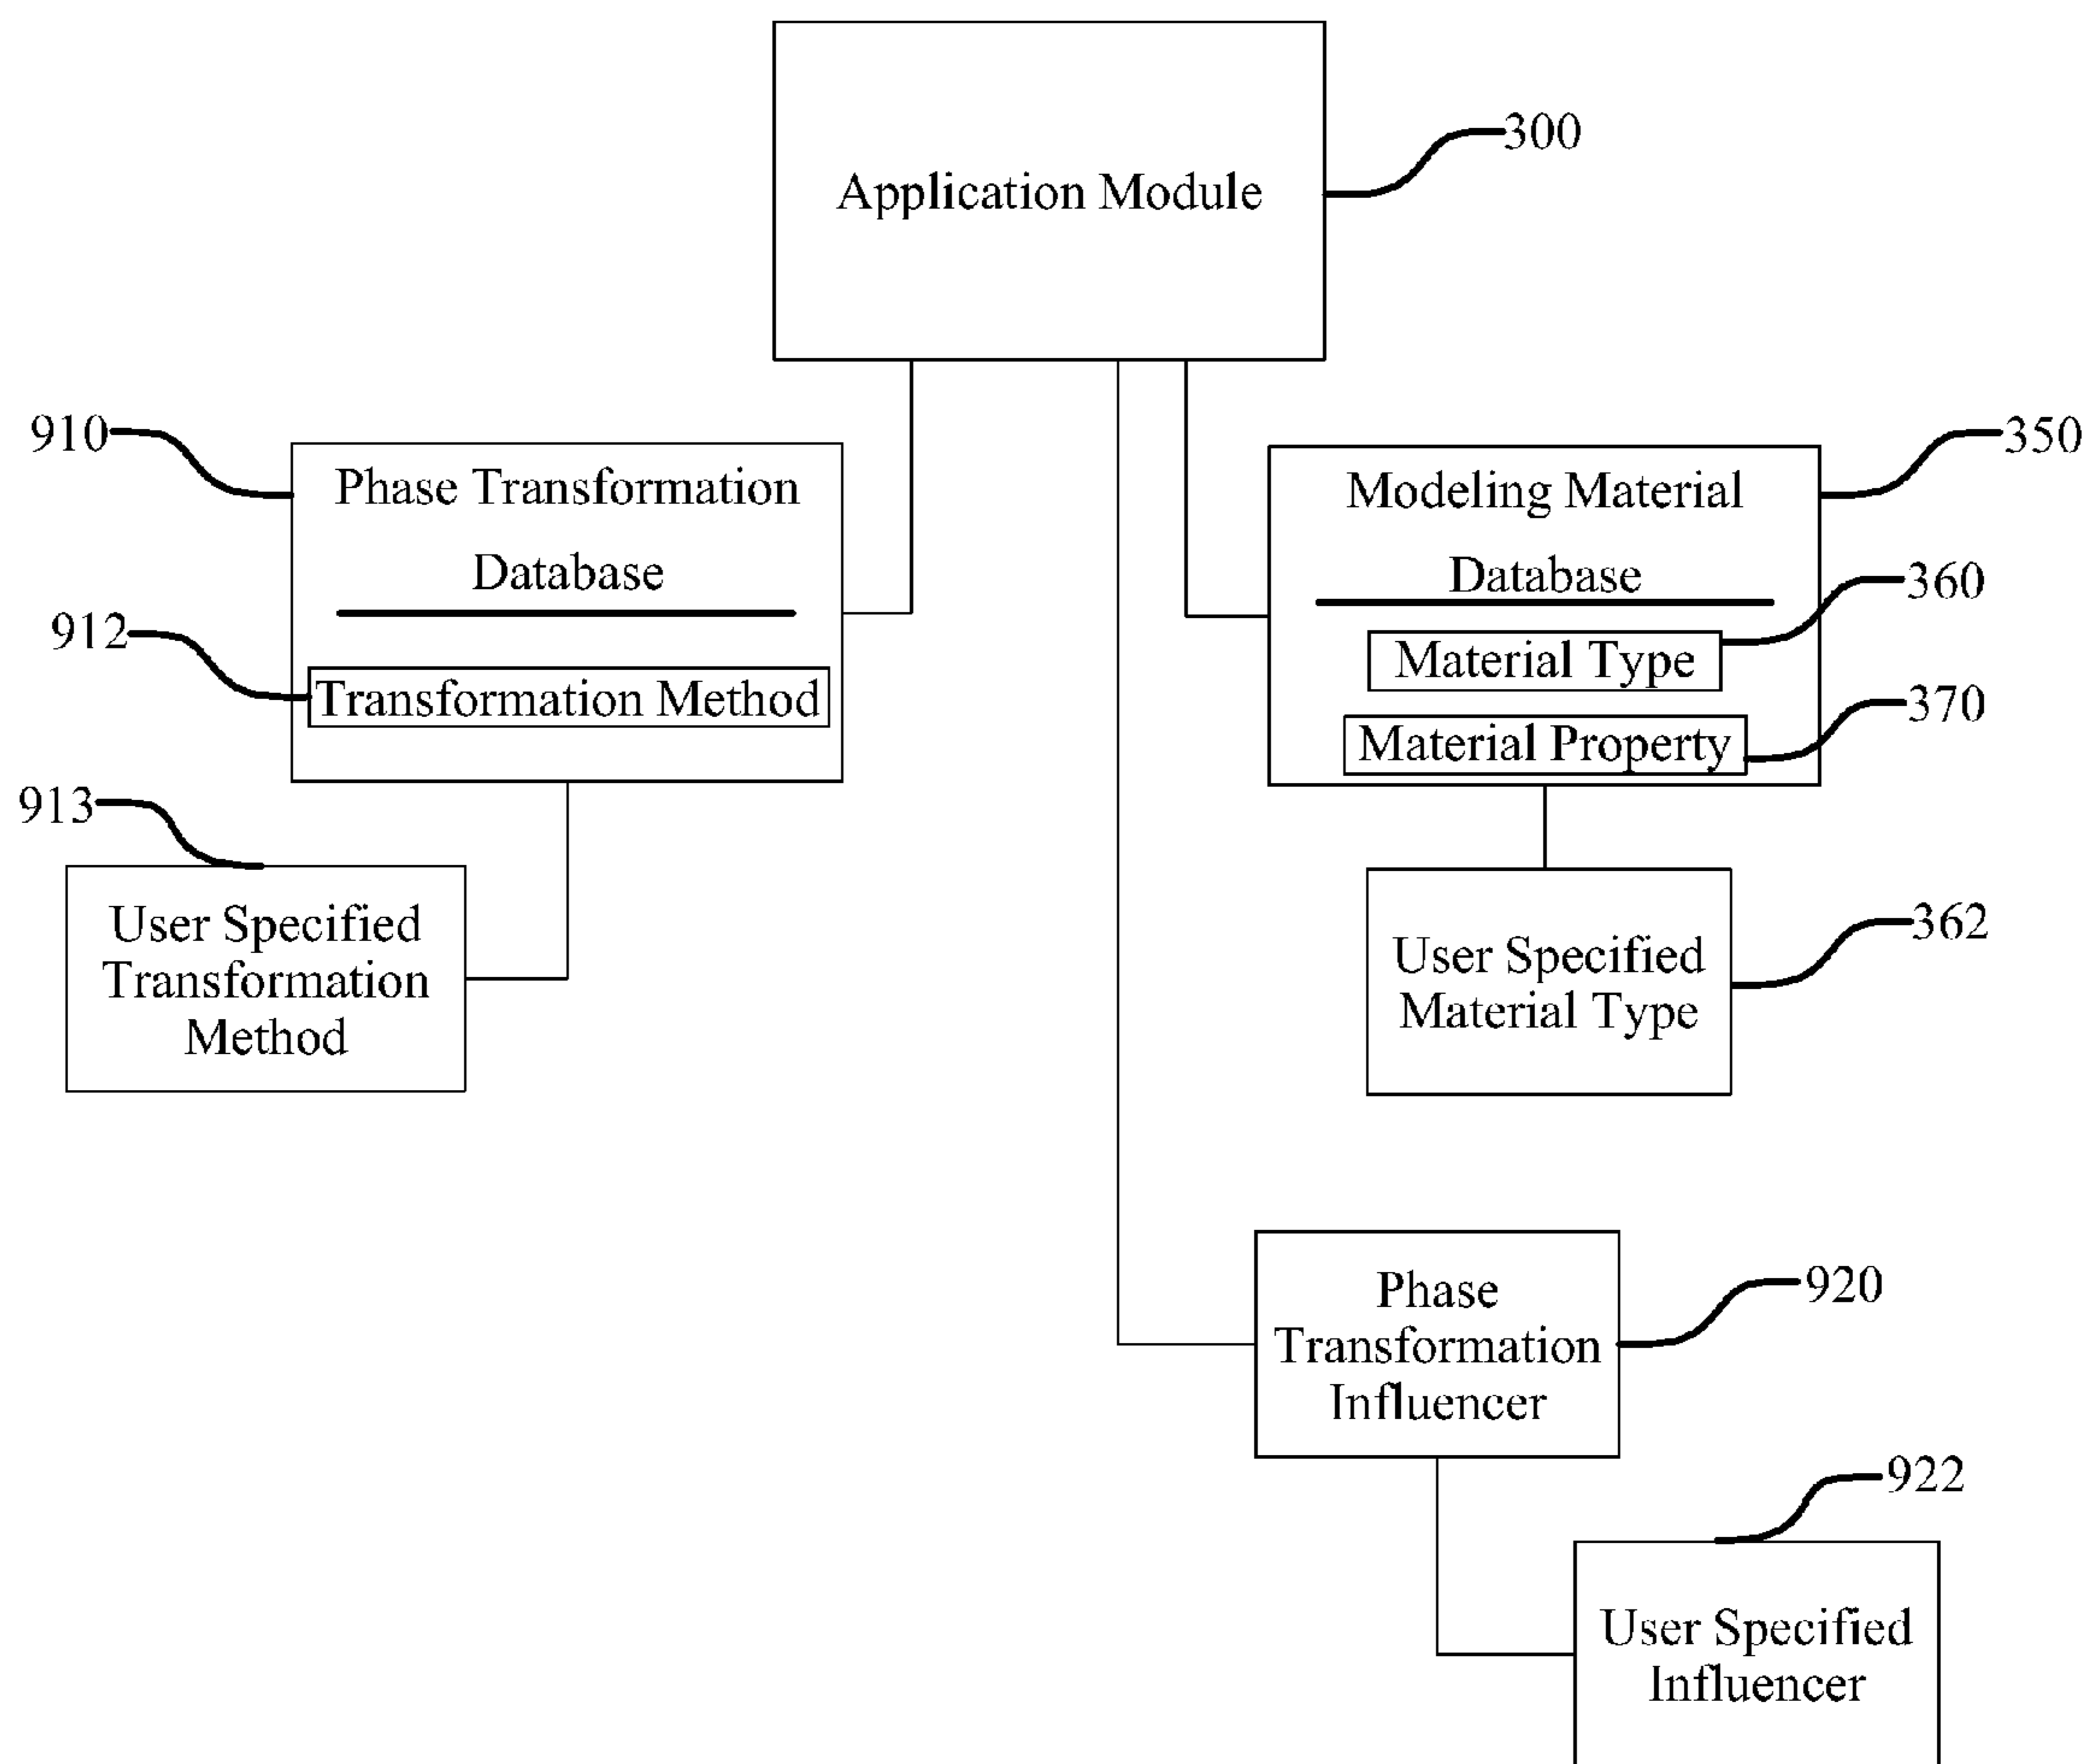 Application Module
300
910
Phase Transformation
Database
912
Transformation Method
913
User Specified
Transformation
Method
350
Modeling Material
Database
360
Material Type
370
Material Property
362
User Specified
Material Type
920
Phase
Transformation
Influencer
922
User Specified
Influencer